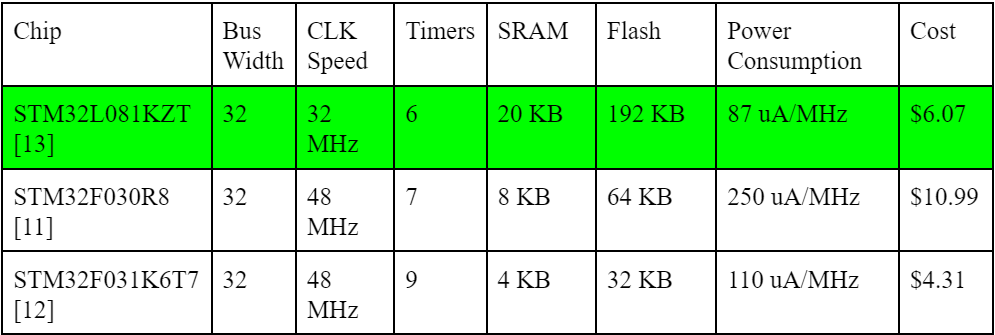 Chip Bus Width CLK Speed Timers SRAM Flash Power Consumption Cost
STM32L081KZT [13] 32 32 MHz 6 20 KB 192 KB 87 uA/MHz $6.07
STM32F030R8 [11] 32 48 MHz 7 8 KB 64 KB 250 uA/MHz $10.99
STM32F031K6T7 [12] 32 48 MHz 9 4 KB 32 KB 110 uA/MHz $4.31